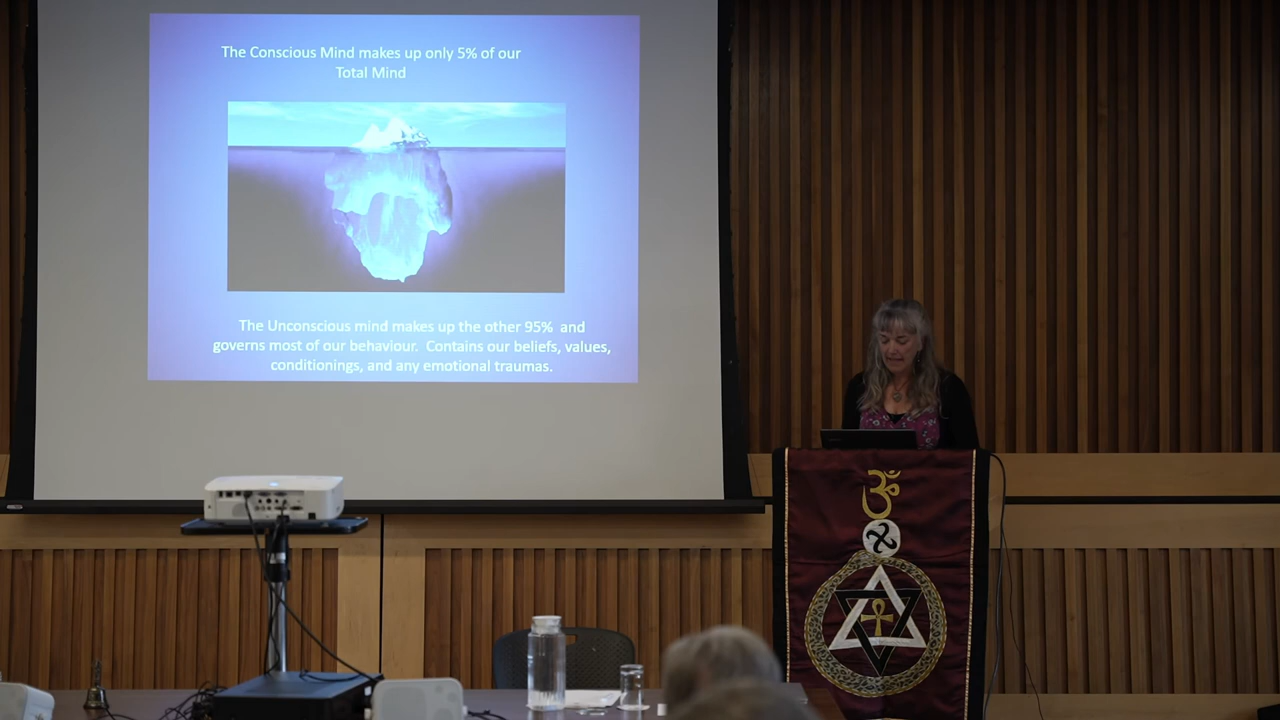 The Conscious Mind makes up only 5% of our
Total Mind
The Unconscious mind makes up the other 95% and
governs most of our behaviour. Contains our beliefs, values,
conditionings, and any emotional traumas.
ॐ